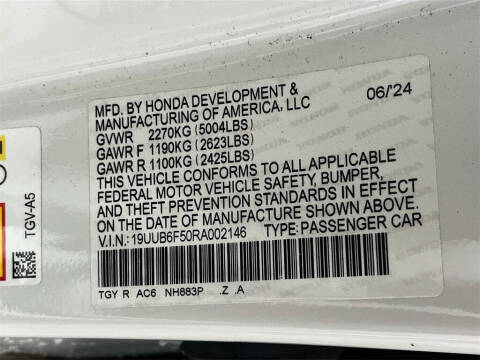 MFD. BY HONDA DEVELOPMENT & 06/'24
MANUFACTURING OF AMERICA, LLC
GVWR 2270KG (5004LBS)
GAWR F 1190KG (2623LBS)
GAWR R 1100KG (2425LBS)
THIS VEHICLE CONFORMS TO ALL APPLICABLE
FEDERAL MOTOR VEHICLE SAFETY, BUMPER,
AND THEFT PREVENTION STANDARDS IN EFFECT
ON THE DATE OF MANUFACTURE SHOWN ABOVE.
V.I.N.: 19UUB6F50RA002146 TYPE: PASSENGER CAR
TGY R AC6 NH883P .Z .A
TGV-A5